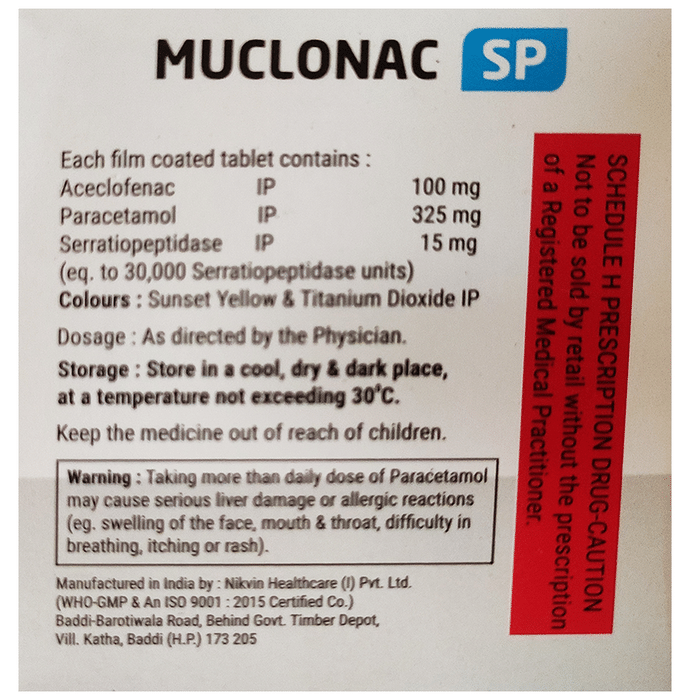 MUCLONAC SP
Each film coated tablet contains :
Aceclofenac IP 100 mg
Paracetamol IP 325 mg
Serratiopeptidase IP 15 mg
(eq. to 30,000 Serratiopeptidase units)
Colours : Sunset Yellow & Titanium Dioxide IP
Dosage : As directed by the Physician.
Storage : Store in a cool, dry & dark place,
at a temperature not exceeding 30°C.
Keep the medicine out of reach of children.
Warning : Taking more than daily dose of Paracetamol
may cause serious liver damage or allergic reactions
(eg. swelling of the face, mouth & throat, difficulty in
breathing, itching or rash).
Manufactured in India by : Nikvin Healthcare (I) Pvt. Ltd.
(WHO-GMP & An ISO 9001 : 2015 Certified Co.)
Baddi-Barotiwala Road, Behind Govt. Timber Depot,
Vill. Katha, Baddi (H.P.) 173 205
SCHEDULE H PRESCRIPTION DRUG-CAUTION
Not to be sold by retail without the prescription
of a Registered Medical Practitioner.